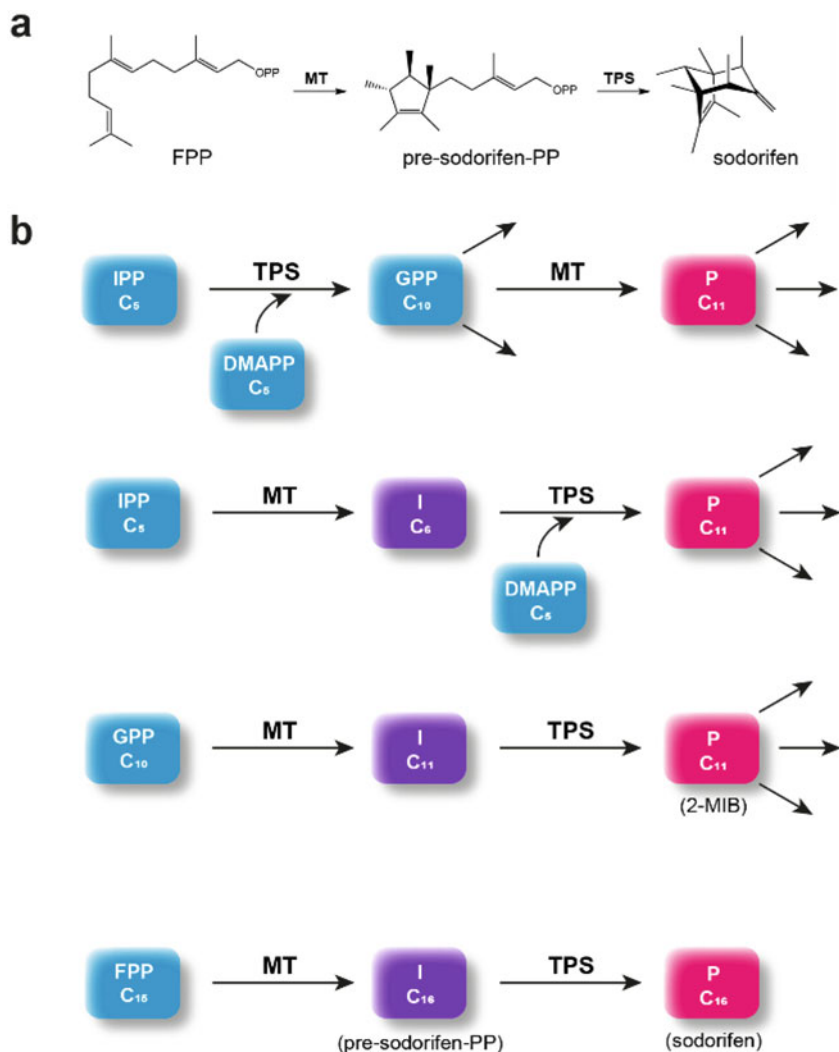 a
OPP
MT
OPP
TPS
FPP
pre-sodorifen-PP
sodorifen
b
IPP
C₅
TPS
GPP
C₁₀
MT
P
C₁₁
DMAPP
C₅
IPP
C₅
MT
I
C₆
TPS
P
C₁₁
DMAPP
C₅
GPP
C₁₀
MT
I
C₁₁
TPS
P
C₁₁
(2-MIB)
FPP
C₁₅
MT
I
C₁₆
TPS
P
C₁₆
(pre-sodorifen-PP)
(sodorifen)